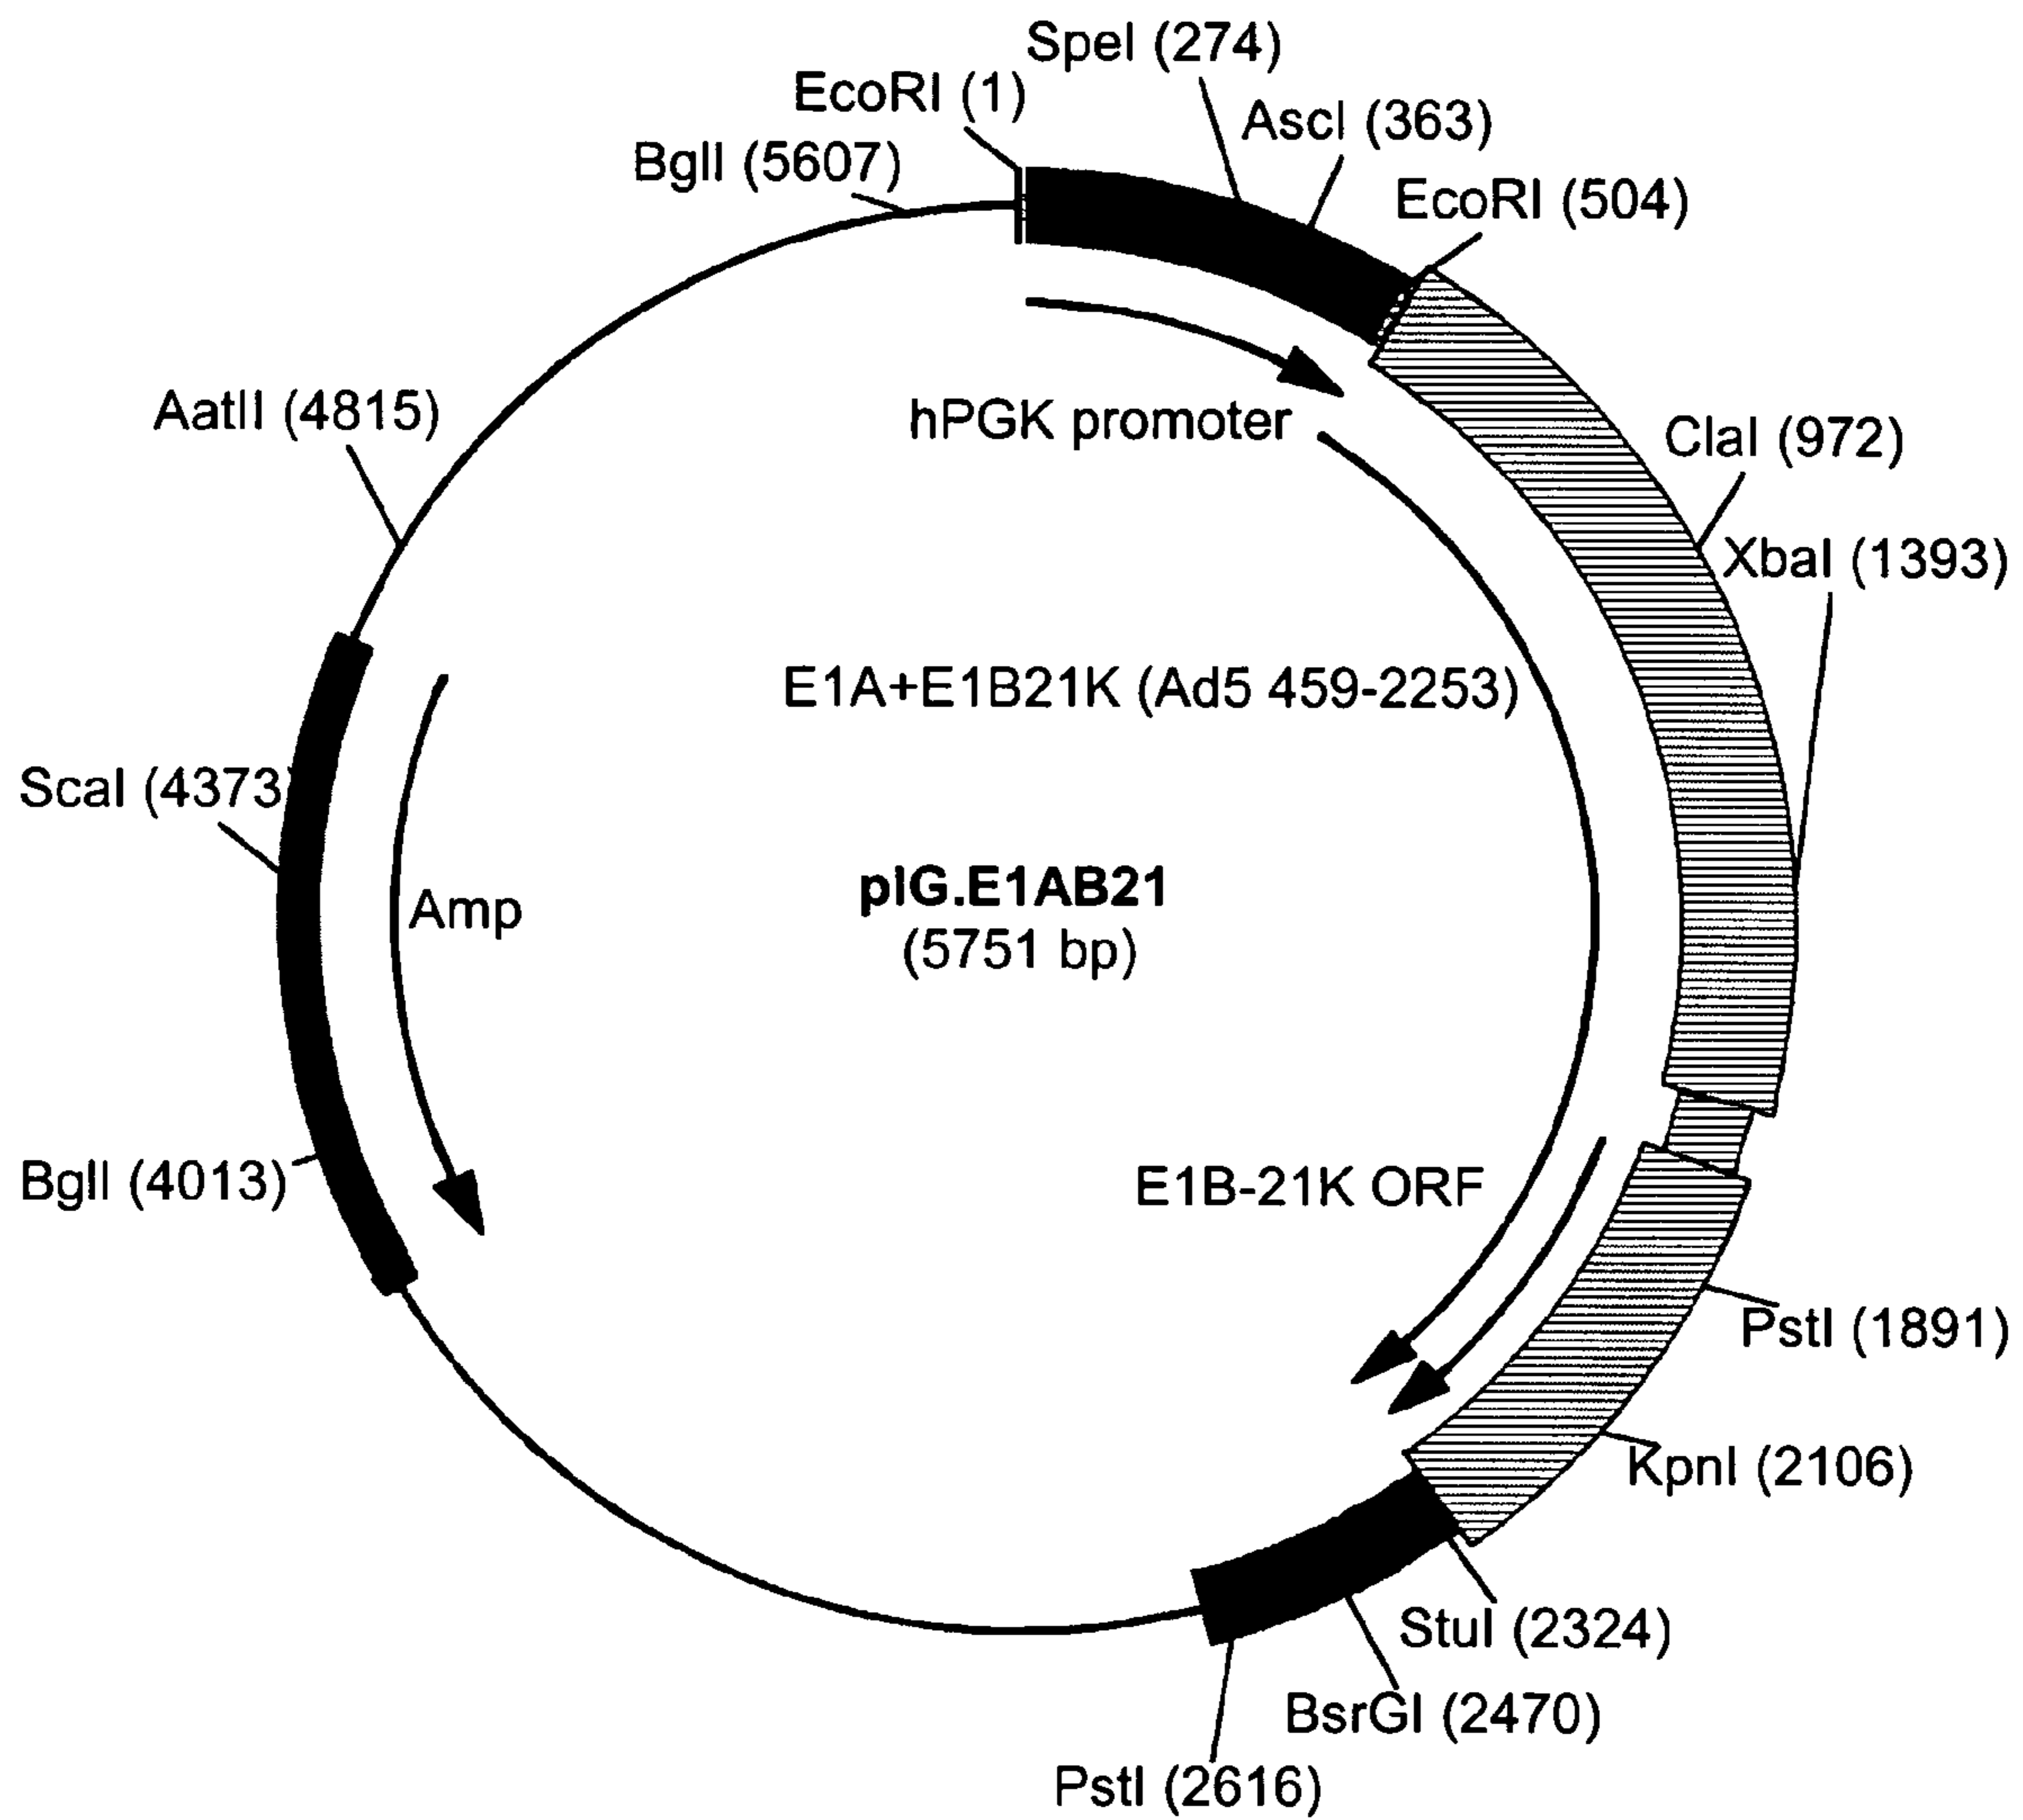 SpeI (274)
EcoRI (1)
AscI (363)
BglI (5607)
EcoRI (504)
hPGK promoter
AatII (4815)
ClaI (972)
XbaI (1393)
E1A+E1B21K (Ad5 459-2253)
ScaI (4373)
pIG.E1AB21
Amp
(5751 bp)
BglI (4013)
E1B-21K ORF
PstI (1891)
KpnI (2106)
StuI (2324)
BsrGI (2470)
PstI (2616)